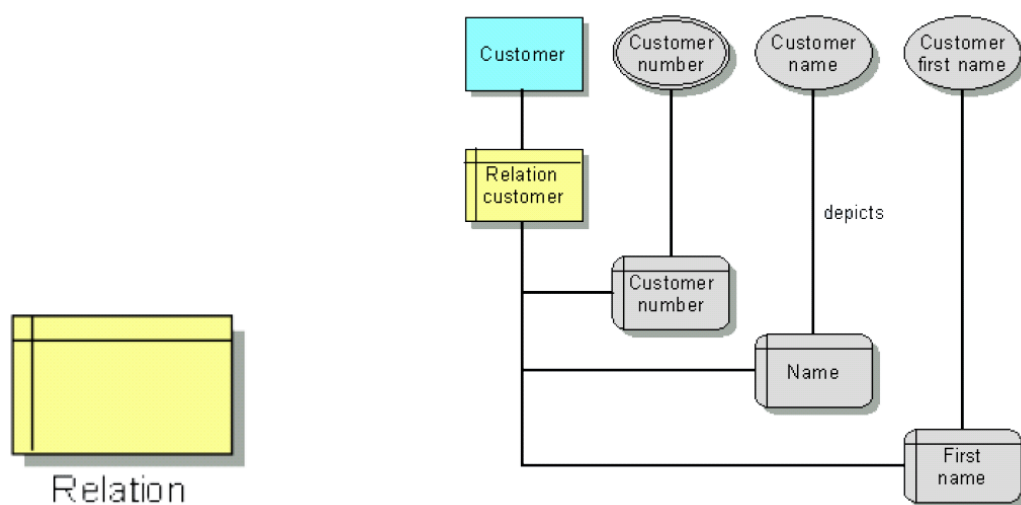 Customer
Customer
number
Customer
name
Customer
first name
Relation
customer
depicts
Customer
number
Name
First
name
Relation